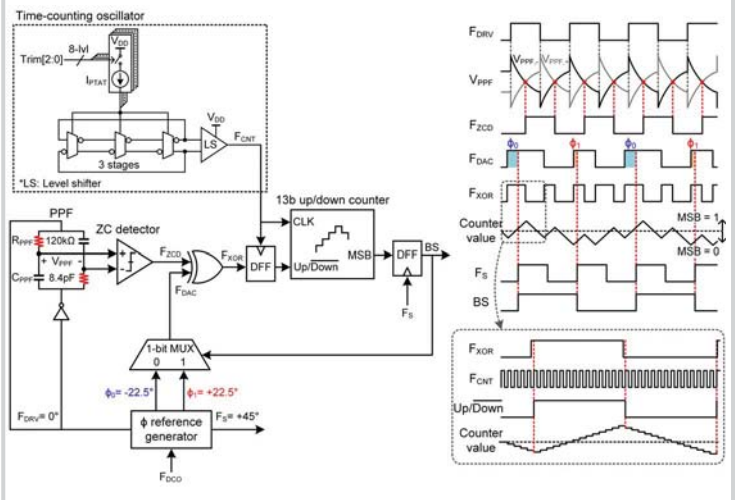 Time-counting oscillator
8-lvl
Trim[2:0]
VDD
IPTAT
VDD
LS
FCNT
3 stages
*LS: Level shifter
PPF
RPPF
120kΩ
+ VPPF -
CPPF
8.4pF
ZC detector
+
-
FZCD
FXOR
FDAC
DFF
13b up/down counter
CLK
MSB
Up/Down
DFF
BS
FS
1-bit MUX
0 1
ϕ0= -22.5°
ϕ1=+22.5°
FDRV= 0°
ϕ reference
generator
FS= +45°
FDCO
FDRV
VPPF
VPPF,+
VPPF,-
FZCD
ϕ0
ϕ1
ϕ0
ϕ1
FDAC
FXOR
Counter
value
MSB = 1
MSB = 0
FS
BS
FXOR
FCNT
Up/Down
Counter
value